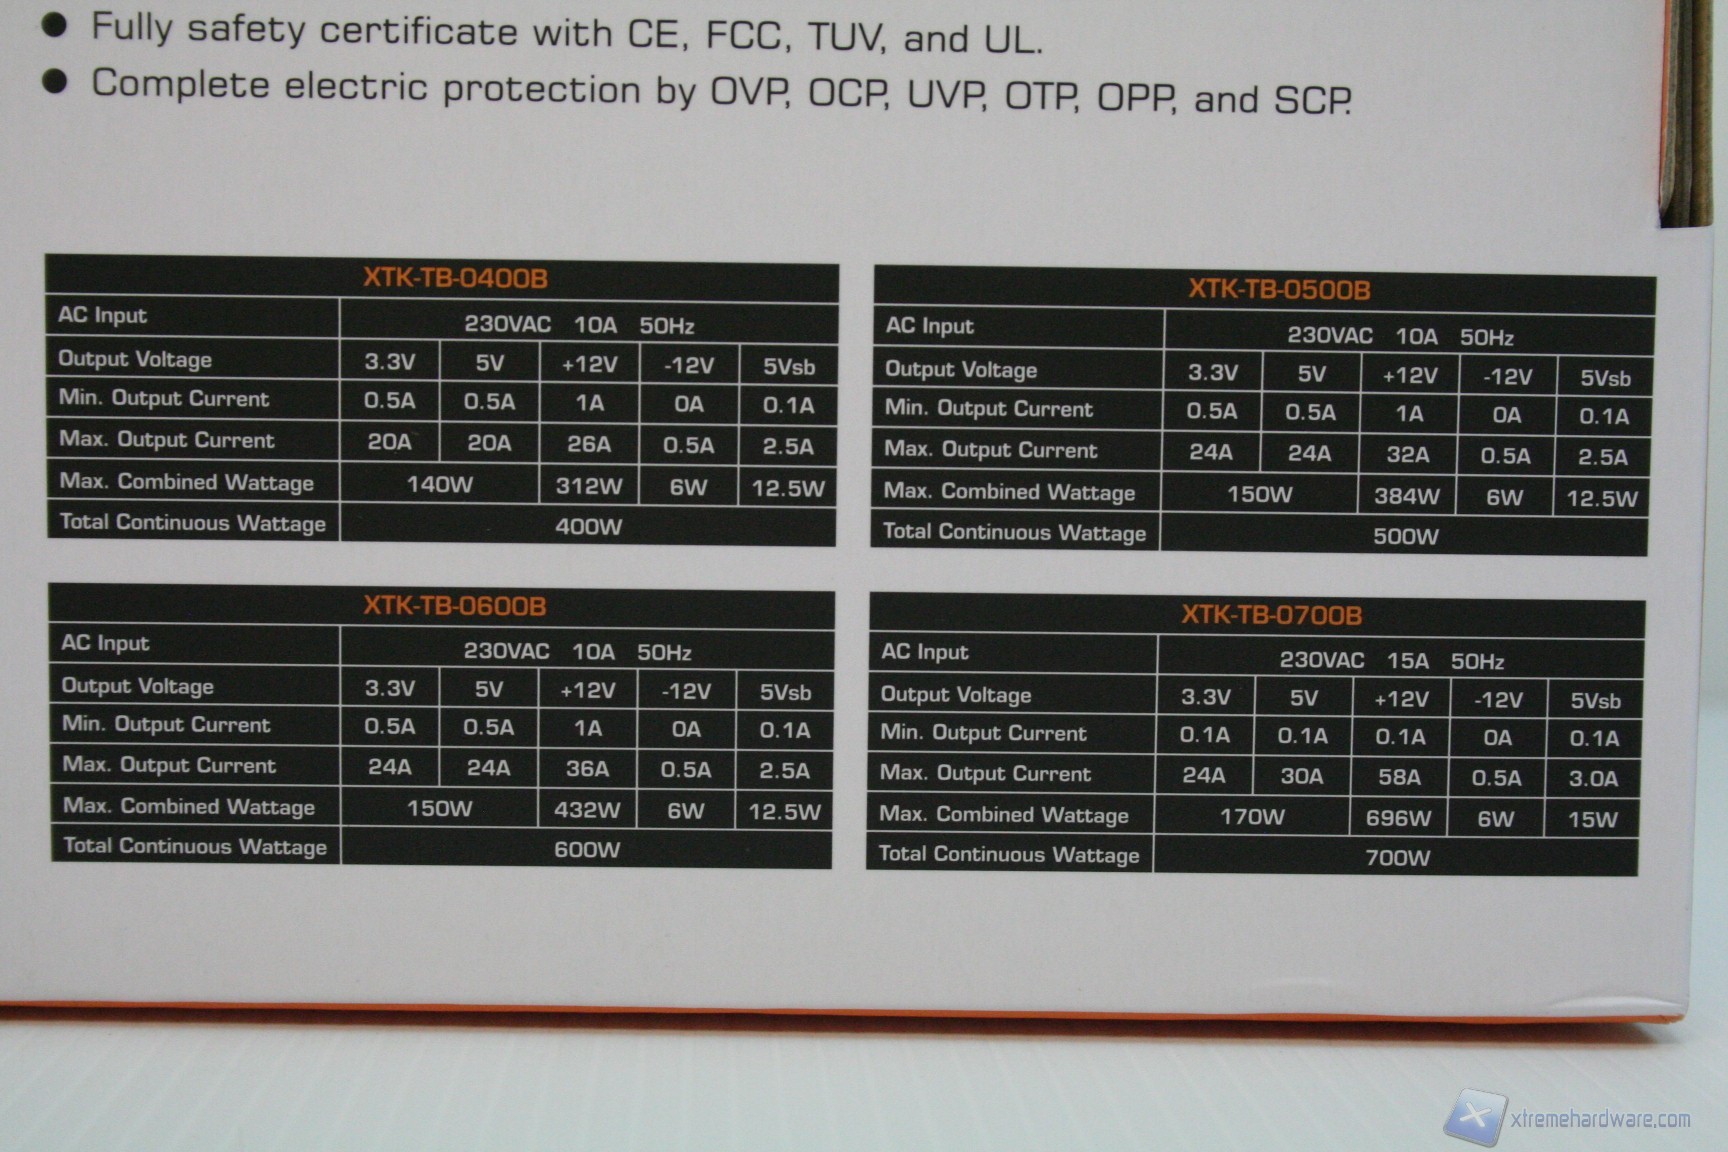 ● Fully safety certificate with CE, FCC, TUV, and UL.
● Complete electric protection by OVP, OCP, UVP, OTP, OPP, and SCP.
XTK-TB-0400B
AC Input 230VAC 10A 50Hz
Output Voltage 3.3V 5V +12V -12V 5Vsb
Min. Output Current 0.5A 0.5A 1A 0A 0.1A
Max. Output Current 20A 20A 26A 0.5A 2.5A
Max. Combined Wattage 140W 312W 6W 12.5W
Total Continuous Wattage 400W
XTK-TB-0500B
AC Input 230VAC 10A 50Hz
Output Voltage 3.3V 5V +12V -12V 5Vsb
Min. Output Current 0.5A 0.5A 1A 0A 0.1A
Max. Output Current 24A 24A 32A 0.5A 2.5A
Max. Combined Wattage 150W 384W 6W 12.5W
Total Continuous Wattage 500W
XTK-TB-0600B
AC Input 230VAC 10A 50Hz
Output Voltage 3.3V 5V +12V -12V 5Vsb
Min. Output Current 0.5A 0.5A 1A 0A 0.1A
Max. Output Current 24A 24A 36A 0.5A 2.5A
Max. Combined Wattage 150W 432W 6W 12.5W
Total Continuous Wattage 600W
XTK-TB-0700B
AC Input 230VAC 15A 50Hz
Output Voltage 3.3V 5V +12V -12V 5Vsb
Min. Output Current 0.1A 0.1A 0.1A 0A 0.1A
Max. Output Current 24A 30A 58A 0.5A 3.0A
Max. Combined Wattage 170W 696W 6W 15W
Total Continuous Wattage 700W
xtremehardware.com